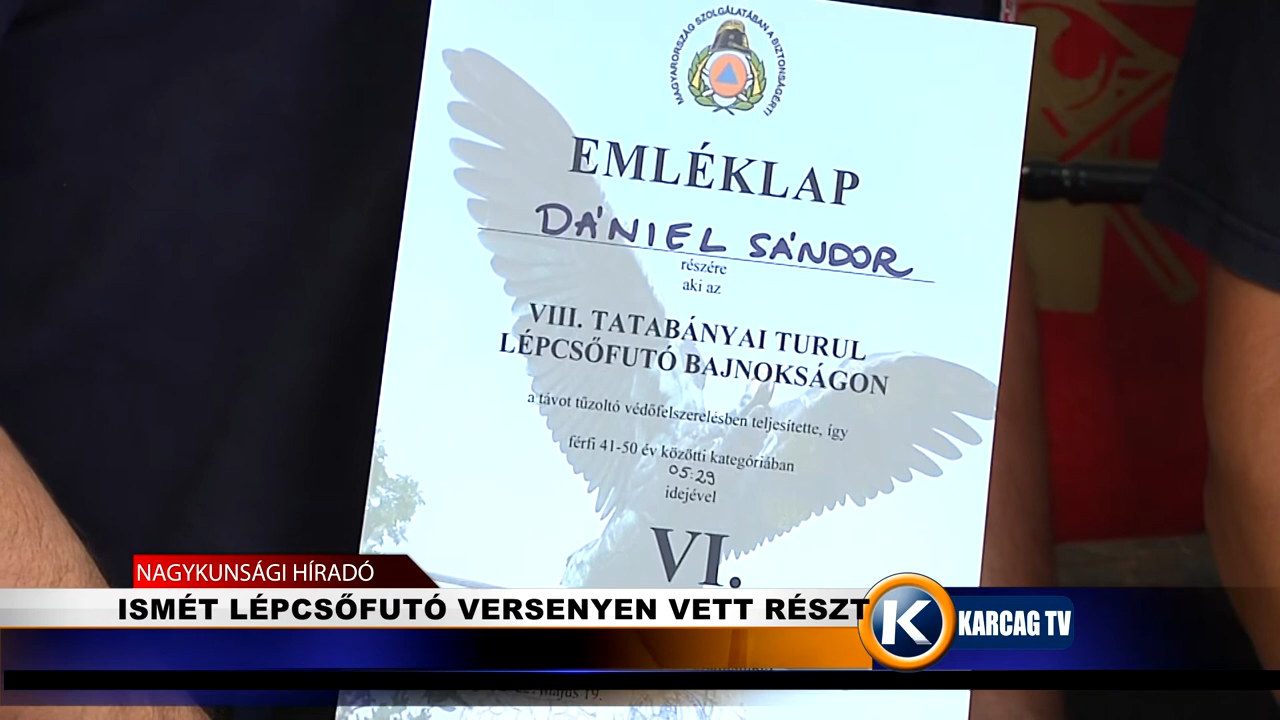 MAGYARORSZÁG SZOLGÁLATÁBAN A BIZTONSÁGÉRT!
EMLÉKLAP
DÁNIEL SÁNDOR
részére
aki az
VIII. TATABÁNYAI TURUL
LÉPCSŐFUTÓ BAJNOKSÁGON
a távot tűzoltó védőfelszerelésben teljesítette, így
férfi 41-50 év közötti kategóriában
05:29
idejével
VI.
NAGYKUNSÁGI HÍRADÓ
ISMÉT LÉPCSŐFUTÓ VERSENYEN VETT RÉSZT
K KARCAG TV
május 19.